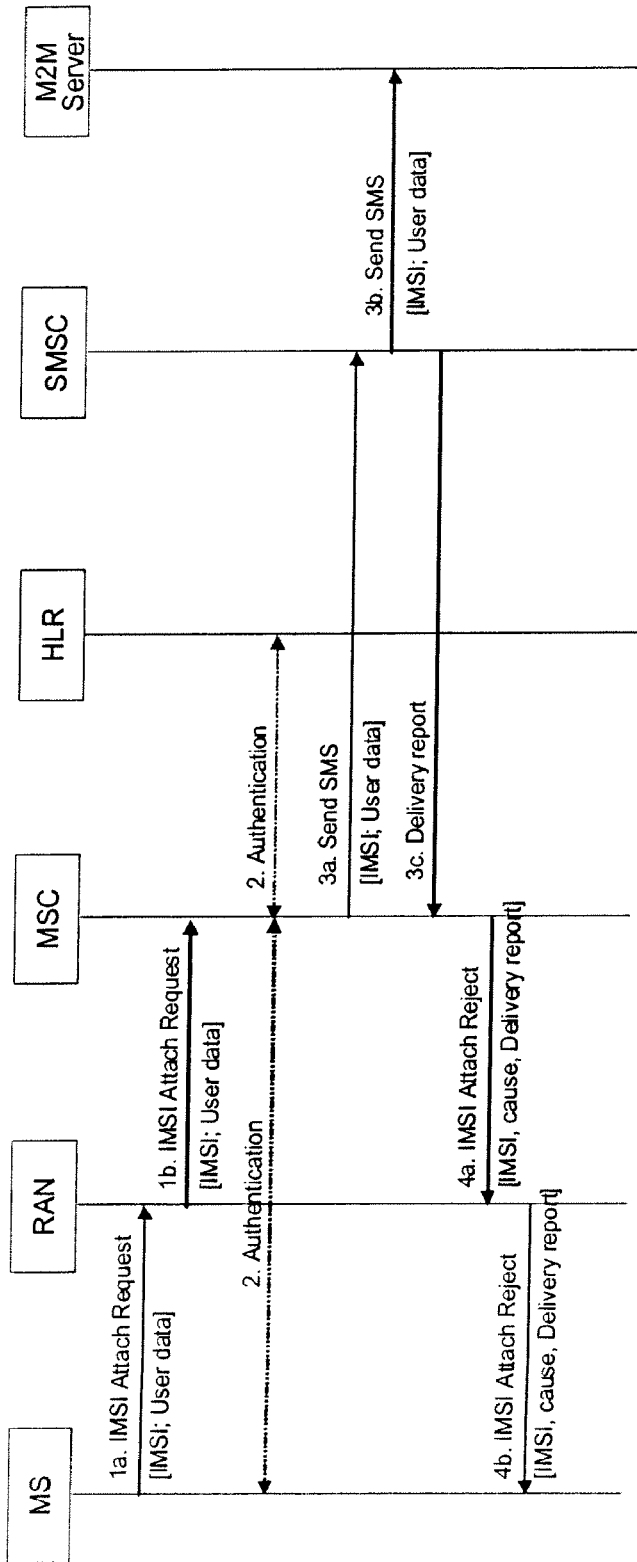 MS
RAN
MSC
HLR
SMSC
M2M
Server
1a. IMSI Attach Request
[IMSI; User data]
1b. IMSI Attach Request
[IMSI; User data]
2. Authentication
2. Authentication
3a. Send SMS
[IMSI; User data]
3b. Send SMS
[IMSI; User data]
3c. Delivery report
4a. IMSI Attach Reject
[IMSI, cause, Delivery report]
4b. IMSI Attach Reject
[IMSI, cause, Delivery report]